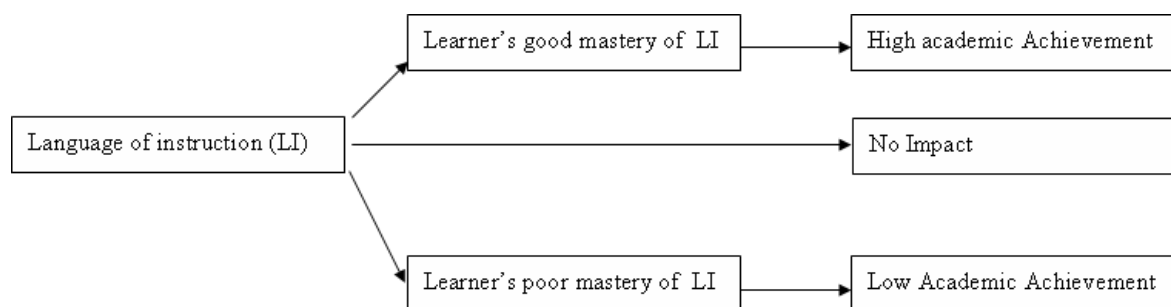 Learner's good mastery of LI
High academic Achievement
Language of instruction (LI)
No Impact
Learner's poor mastery of LI
Low Academic Achievement